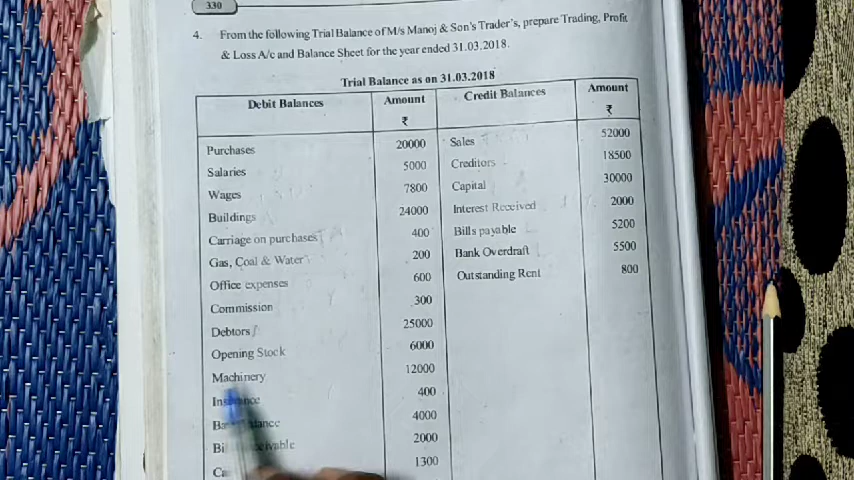 330
4. From the following Trial Balance of M/s Manoj & Son's Trader's, prepare Trading, Profit
& Loss A/c and Balance Sheet for the year ended 31.03.2018.
Trial Balance as on 31.03.2018
Debit Balances Amount ₹ Credit Balances Amount ₹
Purchases 20000 Sales 52000
Salaries 5000 Creditors 18500
Wages 7800 Capital 30000
Buildings 24000 Interest Received 2000
Carriage on purchases 400 Bills payable 5200
Gas, Coal & Water 200 Bank Overdraft 5500
Office expenses 600 Outstanding Rent 800
Commission 300
Debtors 25000
Opening Stock 6000
Machinery 12000
Insurance 400
4000
2000
1300